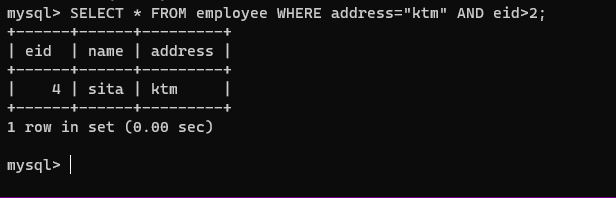 mysql> SELECT * FROM employee WHERE address="ktm" AND eid>2;
+------+------+---------+
| eid  | name | address |
+------+------+---------+
|    4 | sita | ktm     |
+------+------+---------+
1 row in set (0.00 sec)
mysql>